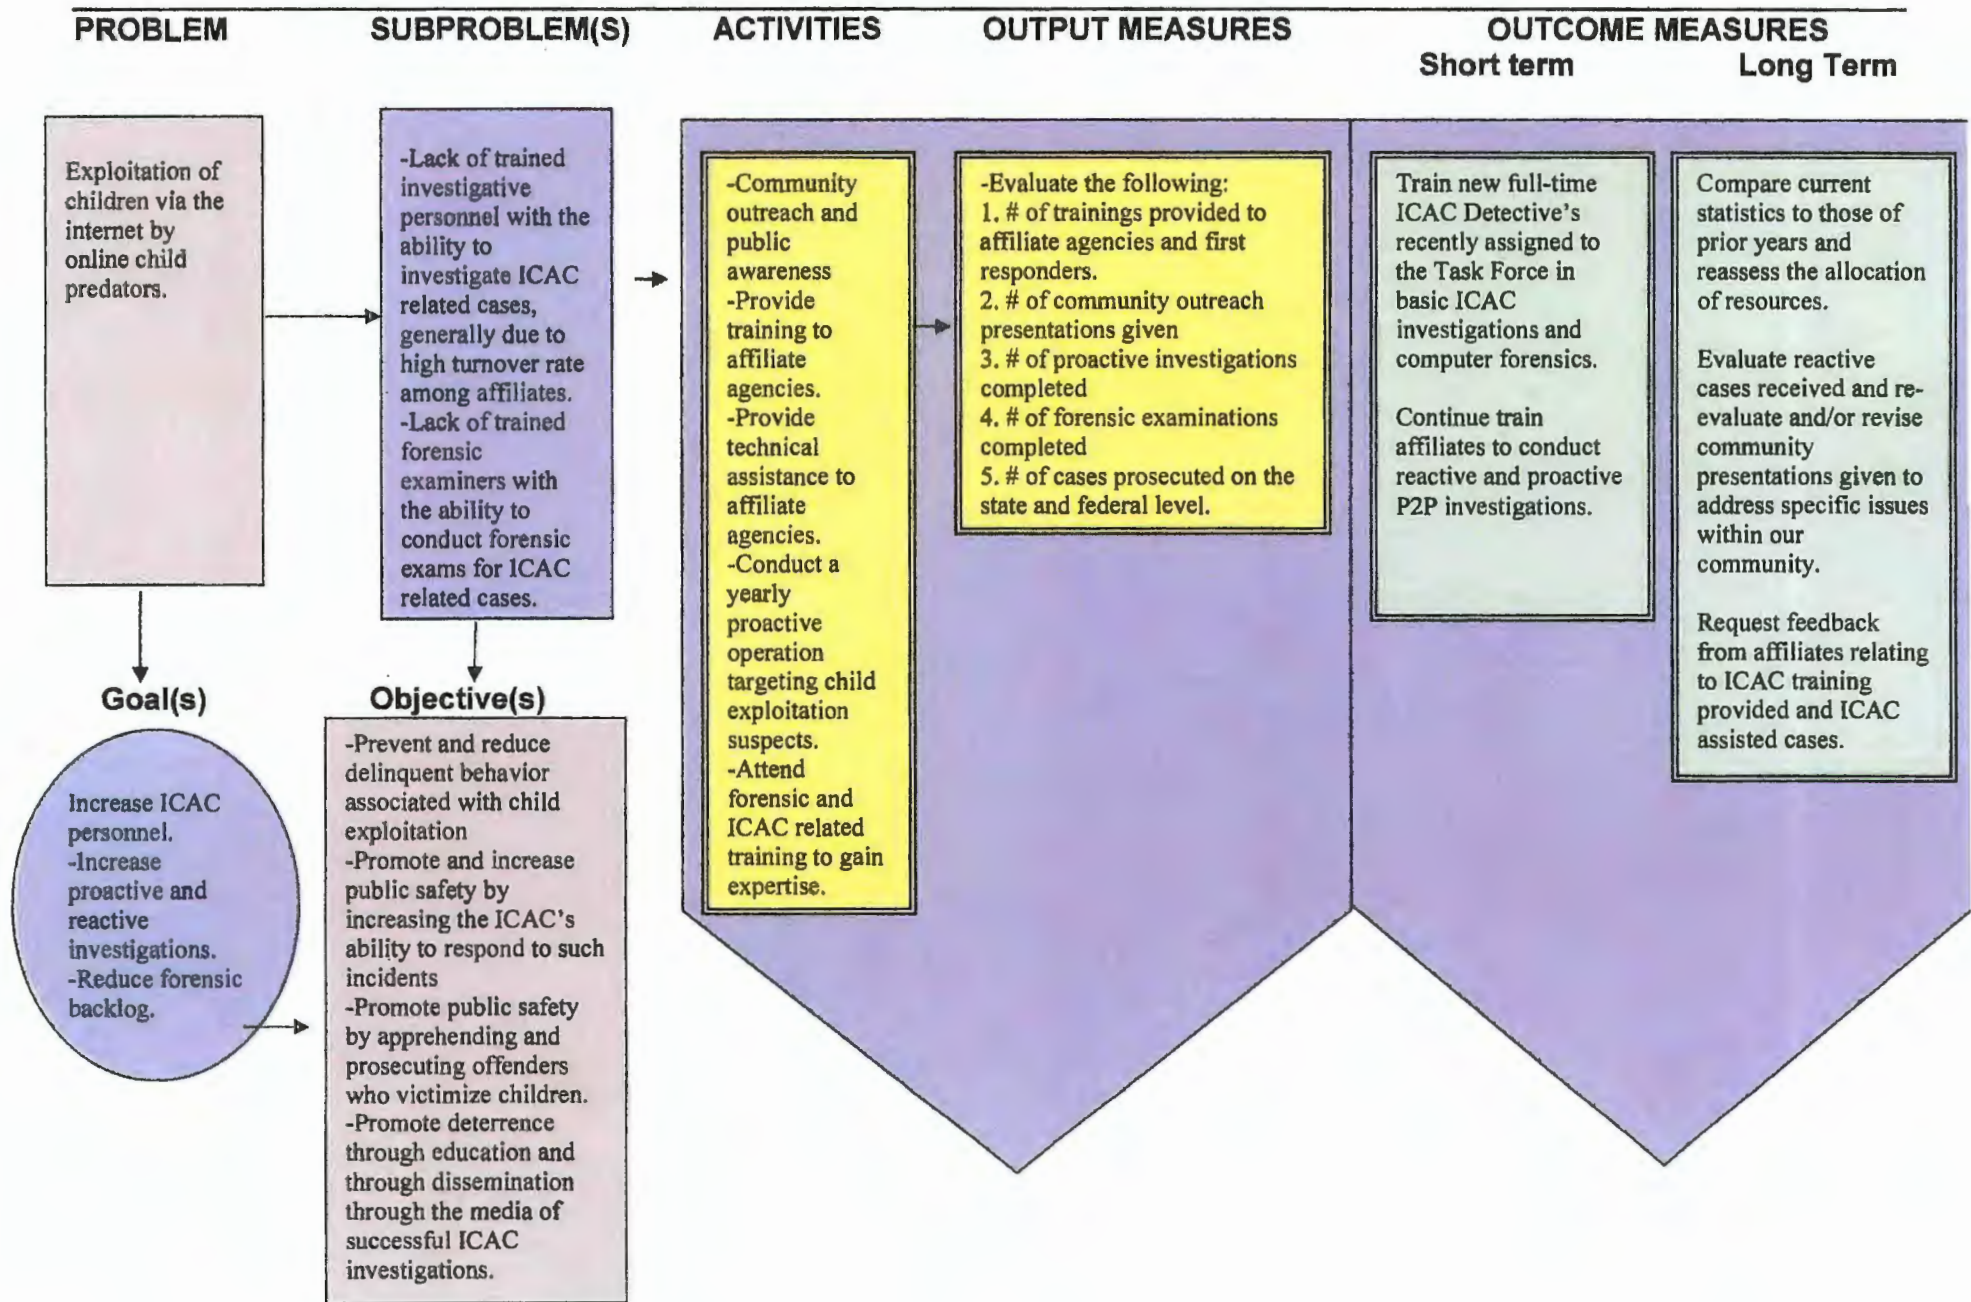 PROBLEM
SUBPROBLEM(S)
ACTIVITIES
OUTPUT MEASURES
OUTCOME MEASURES
Short term
Long Term
Exploitation of
children via the
internet by
online child
predators.
-Lack of trained
investigative
personnel with the
ability to
investigate ICAC
related cases,
generally due to
high turnover rate
among affiliates.
-Lack of trained
forensic
examiners with
the ability to
conduct forensic
exams for ICAC
related cases.
Goal(s)
Increase ICAC
personnel.
-Increase
proactive and
reactive
investigations.
-Reduce forensic
backlog.
Objective(s)
-Prevent and reduce
delinquent behavior
associated with child
exploitation
-Promote and increase
public safety by
increasing the ICAC's
ability to respond to such
incidents
-Promote public safety
by apprehending and
prosecuting offenders
who victimize children.
-Promote deterrence
through education and
through dissemination
through the media of
successful ICAC
investigations.
-Community
outreach and
public
awareness
-Provide
training to
affiliate
agencies.
-Provide
technical
assistance to
affiliate
agencies.
-Conduct a
yearly
proactive
operation
targeting child
exploitation
suspects.
-Attend
forensic and
ICAC related
training to gain
expertise.
-Evaluate the following:
1. # of trainings provided to
affiliate agencies and first
responders.
2. # of community outreach
presentations given
3. # of proactive investigations
completed
4. # of forensic examinations
completed
5. # of cases prosecuted on the
state and federal level.
Train new full-time
ICAC Detective's
recently assigned to
the Task Force in
basic ICAC
investigations and
computer forensics.
Continue train
affiliates to conduct
reactive and proactive
P2P investigations.
Compare current
statistics to those of
prior years and
reassess the allocation
of resources.
Evaluate reactive
cases received and re-
evaluate and/or revise
community
presentations given to
address specific issues
within our
community.
Request feedback
from affiliates relating
to ICAC training
provided and ICAC
assisted cases.